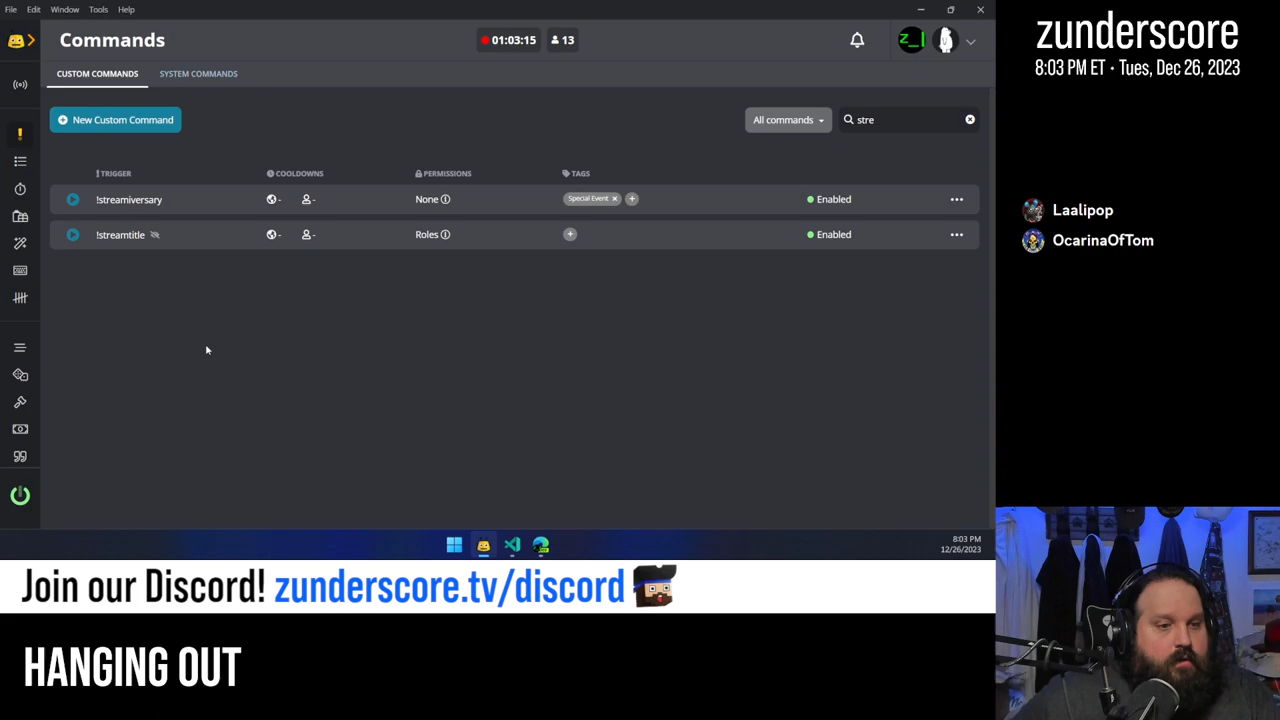 File Edit Window Tools Help
Commands
01:03:15
13
z_|
CUSTOM COMMANDS
SYSTEM COMMANDS
New Custom Command
All commands
stre
TRIGGER
COOLDOWNS
PERMISSIONS
TAGS
!streamiversary
-
-
None
Special Event
Enabled
!streamtitle
-
-
Roles
Enabled
8:03 PM
12/26/2023
Join our Discord! zunderscore.tv/discord
HANGING OUT
zunderscore
8:03 PM ET • Tues, Dec 26, 2023
Laalipop
OcarinaOfTom